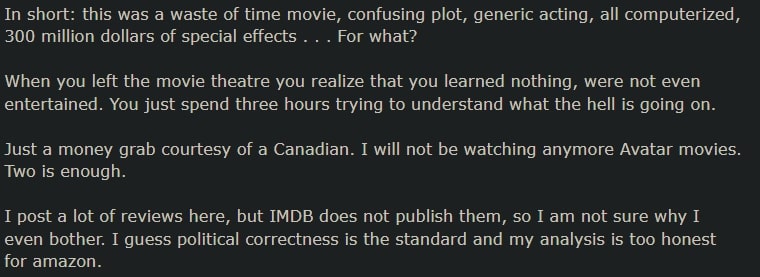 In short: this was a waste of time movie, confusing plot, generic acting, all computerized,
300 million dollars of special effects . . . For what?
When you left the movie theatre you realize that you learned nothing, were not even
entertained. You just spend three hours trying to understand what the hell is going on.
Just a money grab courtesy of a Canadian. I will not be watching anymore Avatar movies.
Two is enough.
I post a lot of reviews here, but IMDB does not publish them, so I am not sure why I
even bother. I guess political correctness is the standard and my analysis is too honest
for amazon.